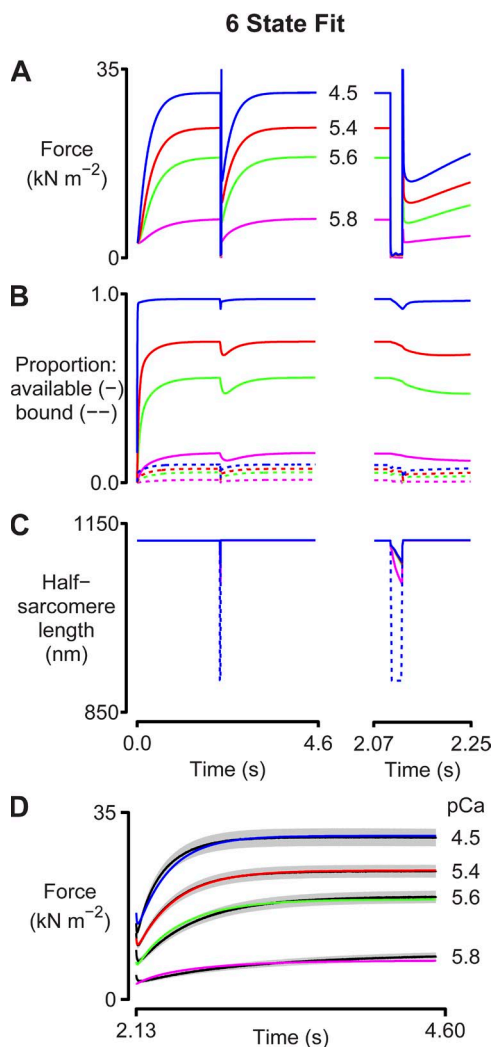 6 State Fit
A
35
Force
(kN m⁻²)
0
4.5
5.4
5.6
5.8
B
1.0
Proportion:
available (−)
bound (−−)
0.0
C
1150
Half−
sarcomere
length
(nm)
850
0.0 4.6 2.07 2.25
Time (s) Time (s)
D
35
pCa
Force
(kN m⁻²)
4.5
5.4
5.6
5.8
0
2.13 4.60
Time (s)